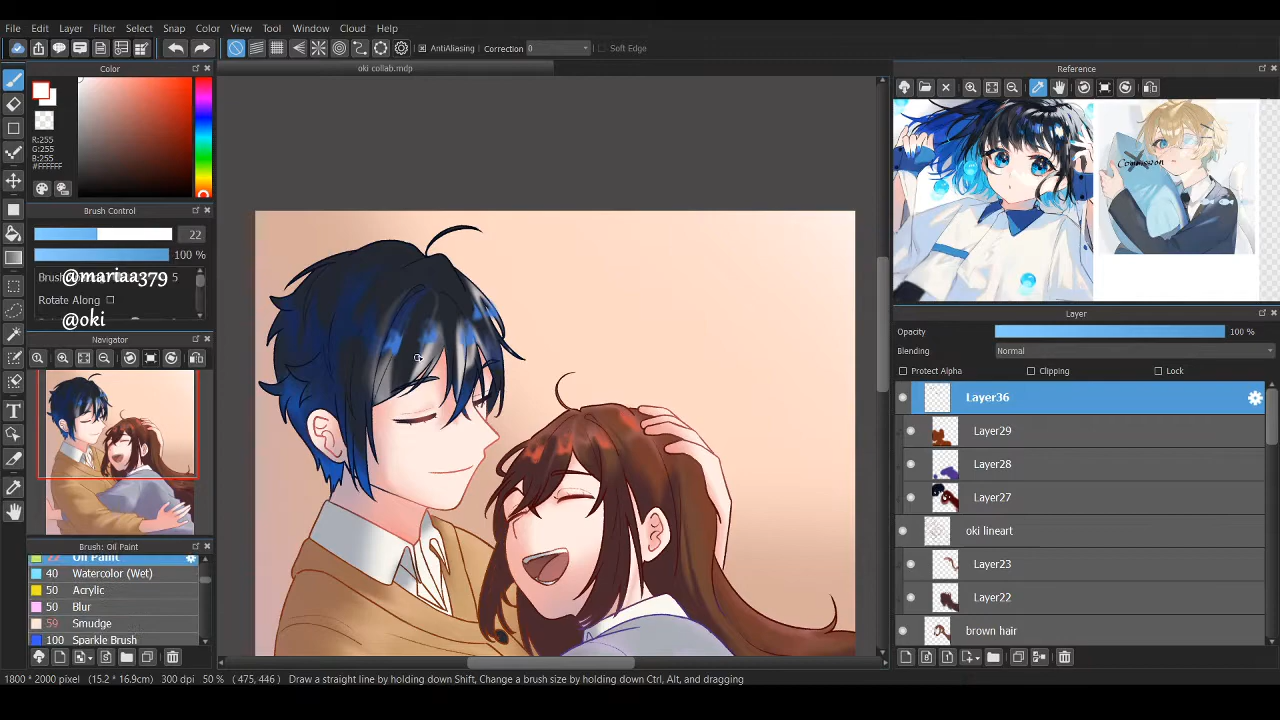 File Edit Layer Filter Select Snap Color View Tool Window Cloud Help
AntiAliasing Correction 0 Soft Edge
Color
oki collab.mdp
Reference
R:255
G:255
B:255
#FFFFFF
Commission
Brush Control
22
100 %
5
@mariaa379
Rotate Along
@oki
Navigator
Layer
Opacity 100 %
Blending Normal
Protect Alpha Clipping Lock
Layer36
Layer29
Layer28
Layer27
oki lineart
Layer23
Layer22
brown hair
Brush: Oil Paint
Oil Paint
40 Watercolor (Wet)
50 Acrylic
50 Blur
59 Smudge
100 Sparkle Brush
1800 * 2000 pixel (15.2 * 16.9cm) 300 dpi 50 % ( 475, 446 ) Draw a straight line by holding down Shift, Change a brush size by holding down Ctrl, Alt, and dragging